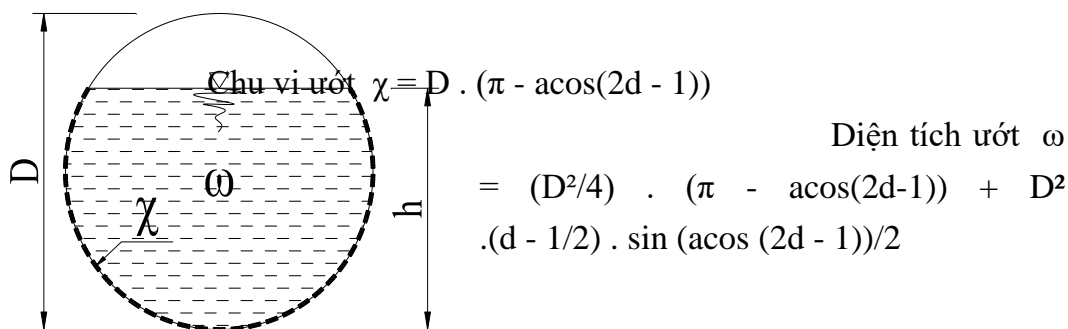 Chu vi ướt χ = D . (π - acos(2d - 1))
Diện tích ướt ω
= (D²/4) . (π - acos(2d-1)) + D²
.(d - 1/2) . sin (acos (2d - 1))/2
D
ω
h
χ